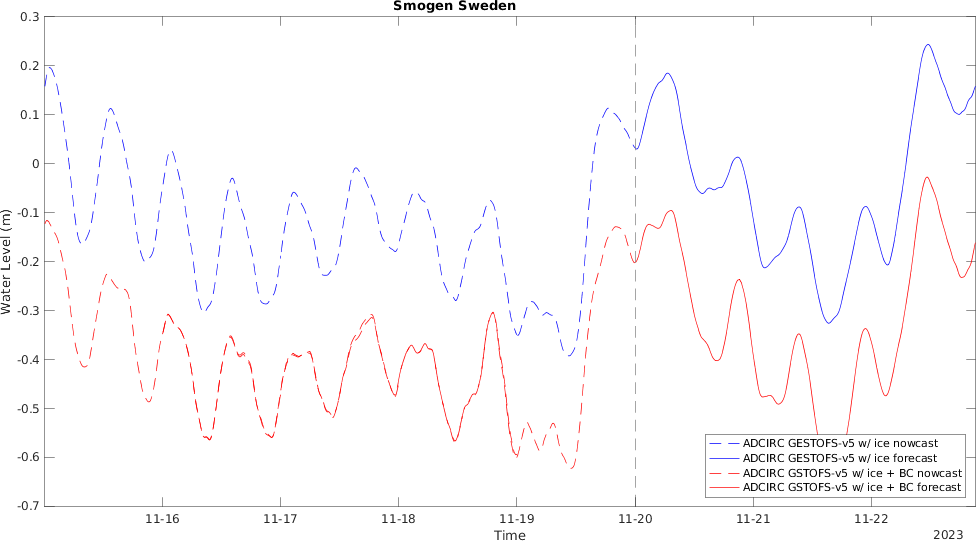 Smogen Sweden
0.3
0.2
0.1
0
-0.1
-0.2
-0.3
-0.4
-0.5
-0.6
-0.7
Water Level (m)
11-16
11-17
11-18
11-19
11-20
11-21
11-22
Time
2023
ADCIRC GESTOFS-v5 w/ ice nowcast
ADCIRC GESTOFS-v5 w/ ice forecast
ADCIRC GSTOFS-v5 w/ ice + BC nowcast
ADCIRC GSTOFS-v5 w/ ice + BC forecast